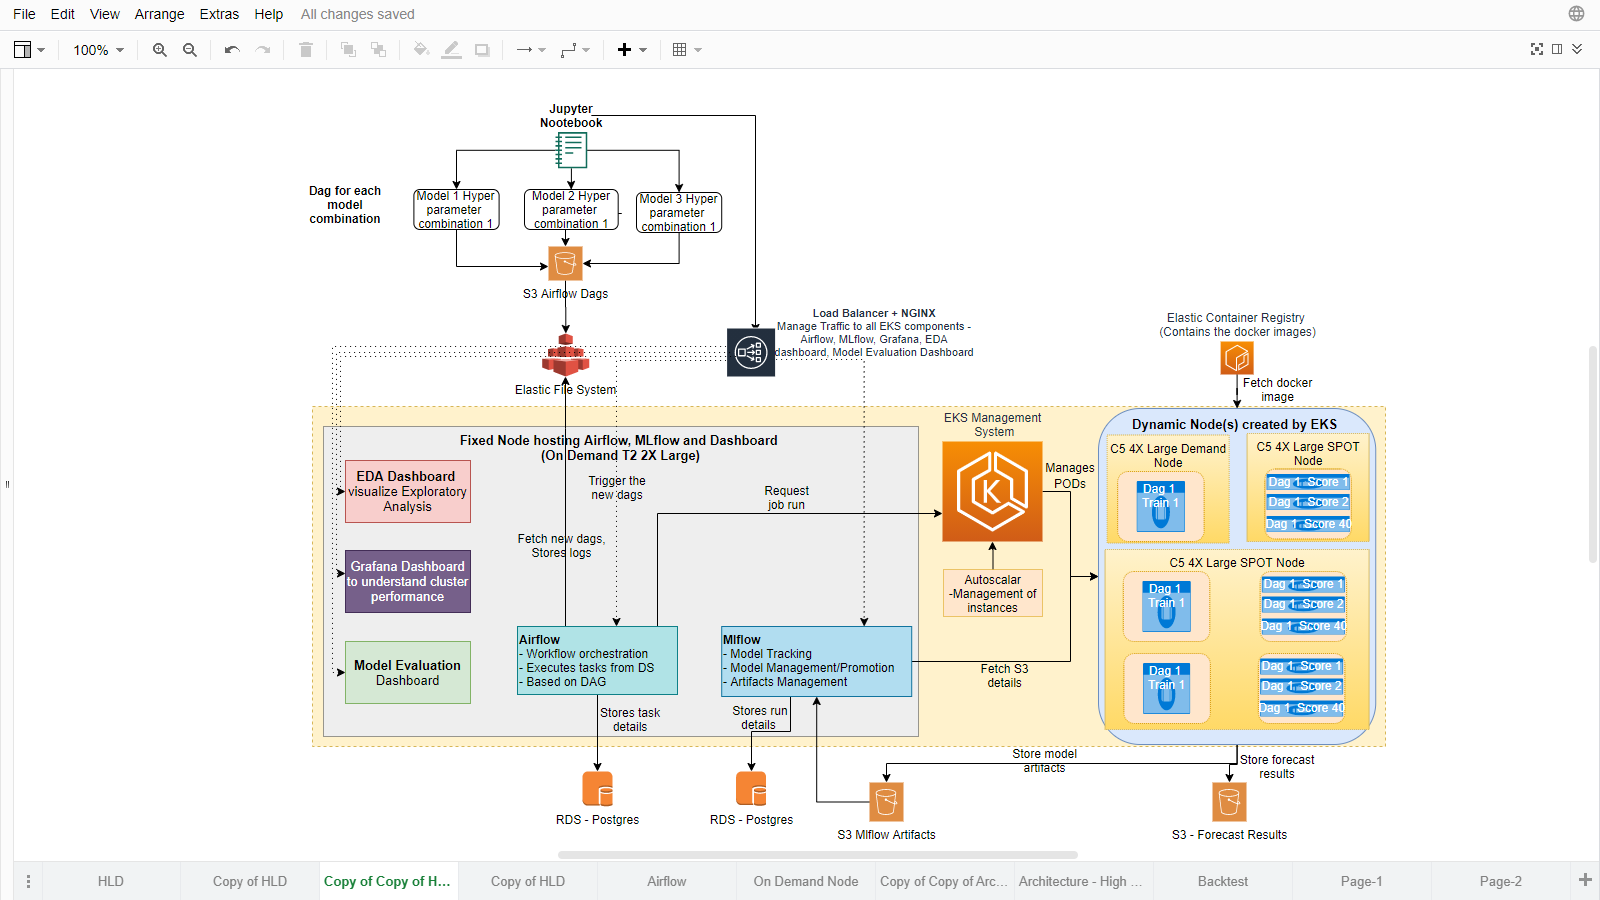 File Edit View Arrange Extras Help All changes saved
100%
Jupyter
Nootebook
Dag for each
model
combination
Model 1 Hyper
parameter
combination 1
Model 2 Hyper
parameter
combination 1
Model 3 Hyper
parameter
combination 1
S3 Airflow Dags
Load Balancer + NGINX
Manage Traffic to all EKS components -
Airflow, MLflow, Grafana, EDA
dashboard, Model Evaluation Dashboard
Elastic Container Registry
(Contains the docker images)
Elastic File System
Fetch docker
image
EKS Management
System
Manages
PODs
Dynamic Node(s) created by EKS
C5 4X Large Demand
Node
Dag 1
Train 1
C5 4X Large SPOT
Node
Dag 1 Score 1
Dag 1 Score 2
Dag 1 Score 40
C5 4X Large SPOT Node
Dag 1
Train 1
Dag 1 Score 1
Dag 1 Score 2
Dag 1 Score 40
Dag 1
Train 1
Dag 1 Score 1
Dag 1 Score 2
Dag 1 Score 40
Fixed Node hosting Airflow, MLflow and Dashboard
(On Demand T2 2X Large)
EDA Dashboard
visualize Exploratory
Analysis
Trigger the
new dags
Request
job run
Fetch new dags,
Stores logs
Grafana Dashboard
to understand cluster
performance
Autoscalar
-Management of
instances
Model Evaluation
Dashboard
Airflow
- Workflow orchestration
- Executes tasks from DS
- Based on DAG
Mlflow
- Model Tracking
- Model Management/Promotion
- Artifacts Management
Fetch S3
details
Stores task
details
Stores run
details
Store model
artifacts
Store forecast
results
RDS - Postgres
RDS - Postgres
S3 Mlflow Artifacts
S3 - Forecast Results
HLD
Copy of HLD
Copy of Copy of H...
Copy of HLD
Airflow
On Demand Node
Copy of Copy of Arc...
Architecture - High ...
Backtest
Page-1
Page-2